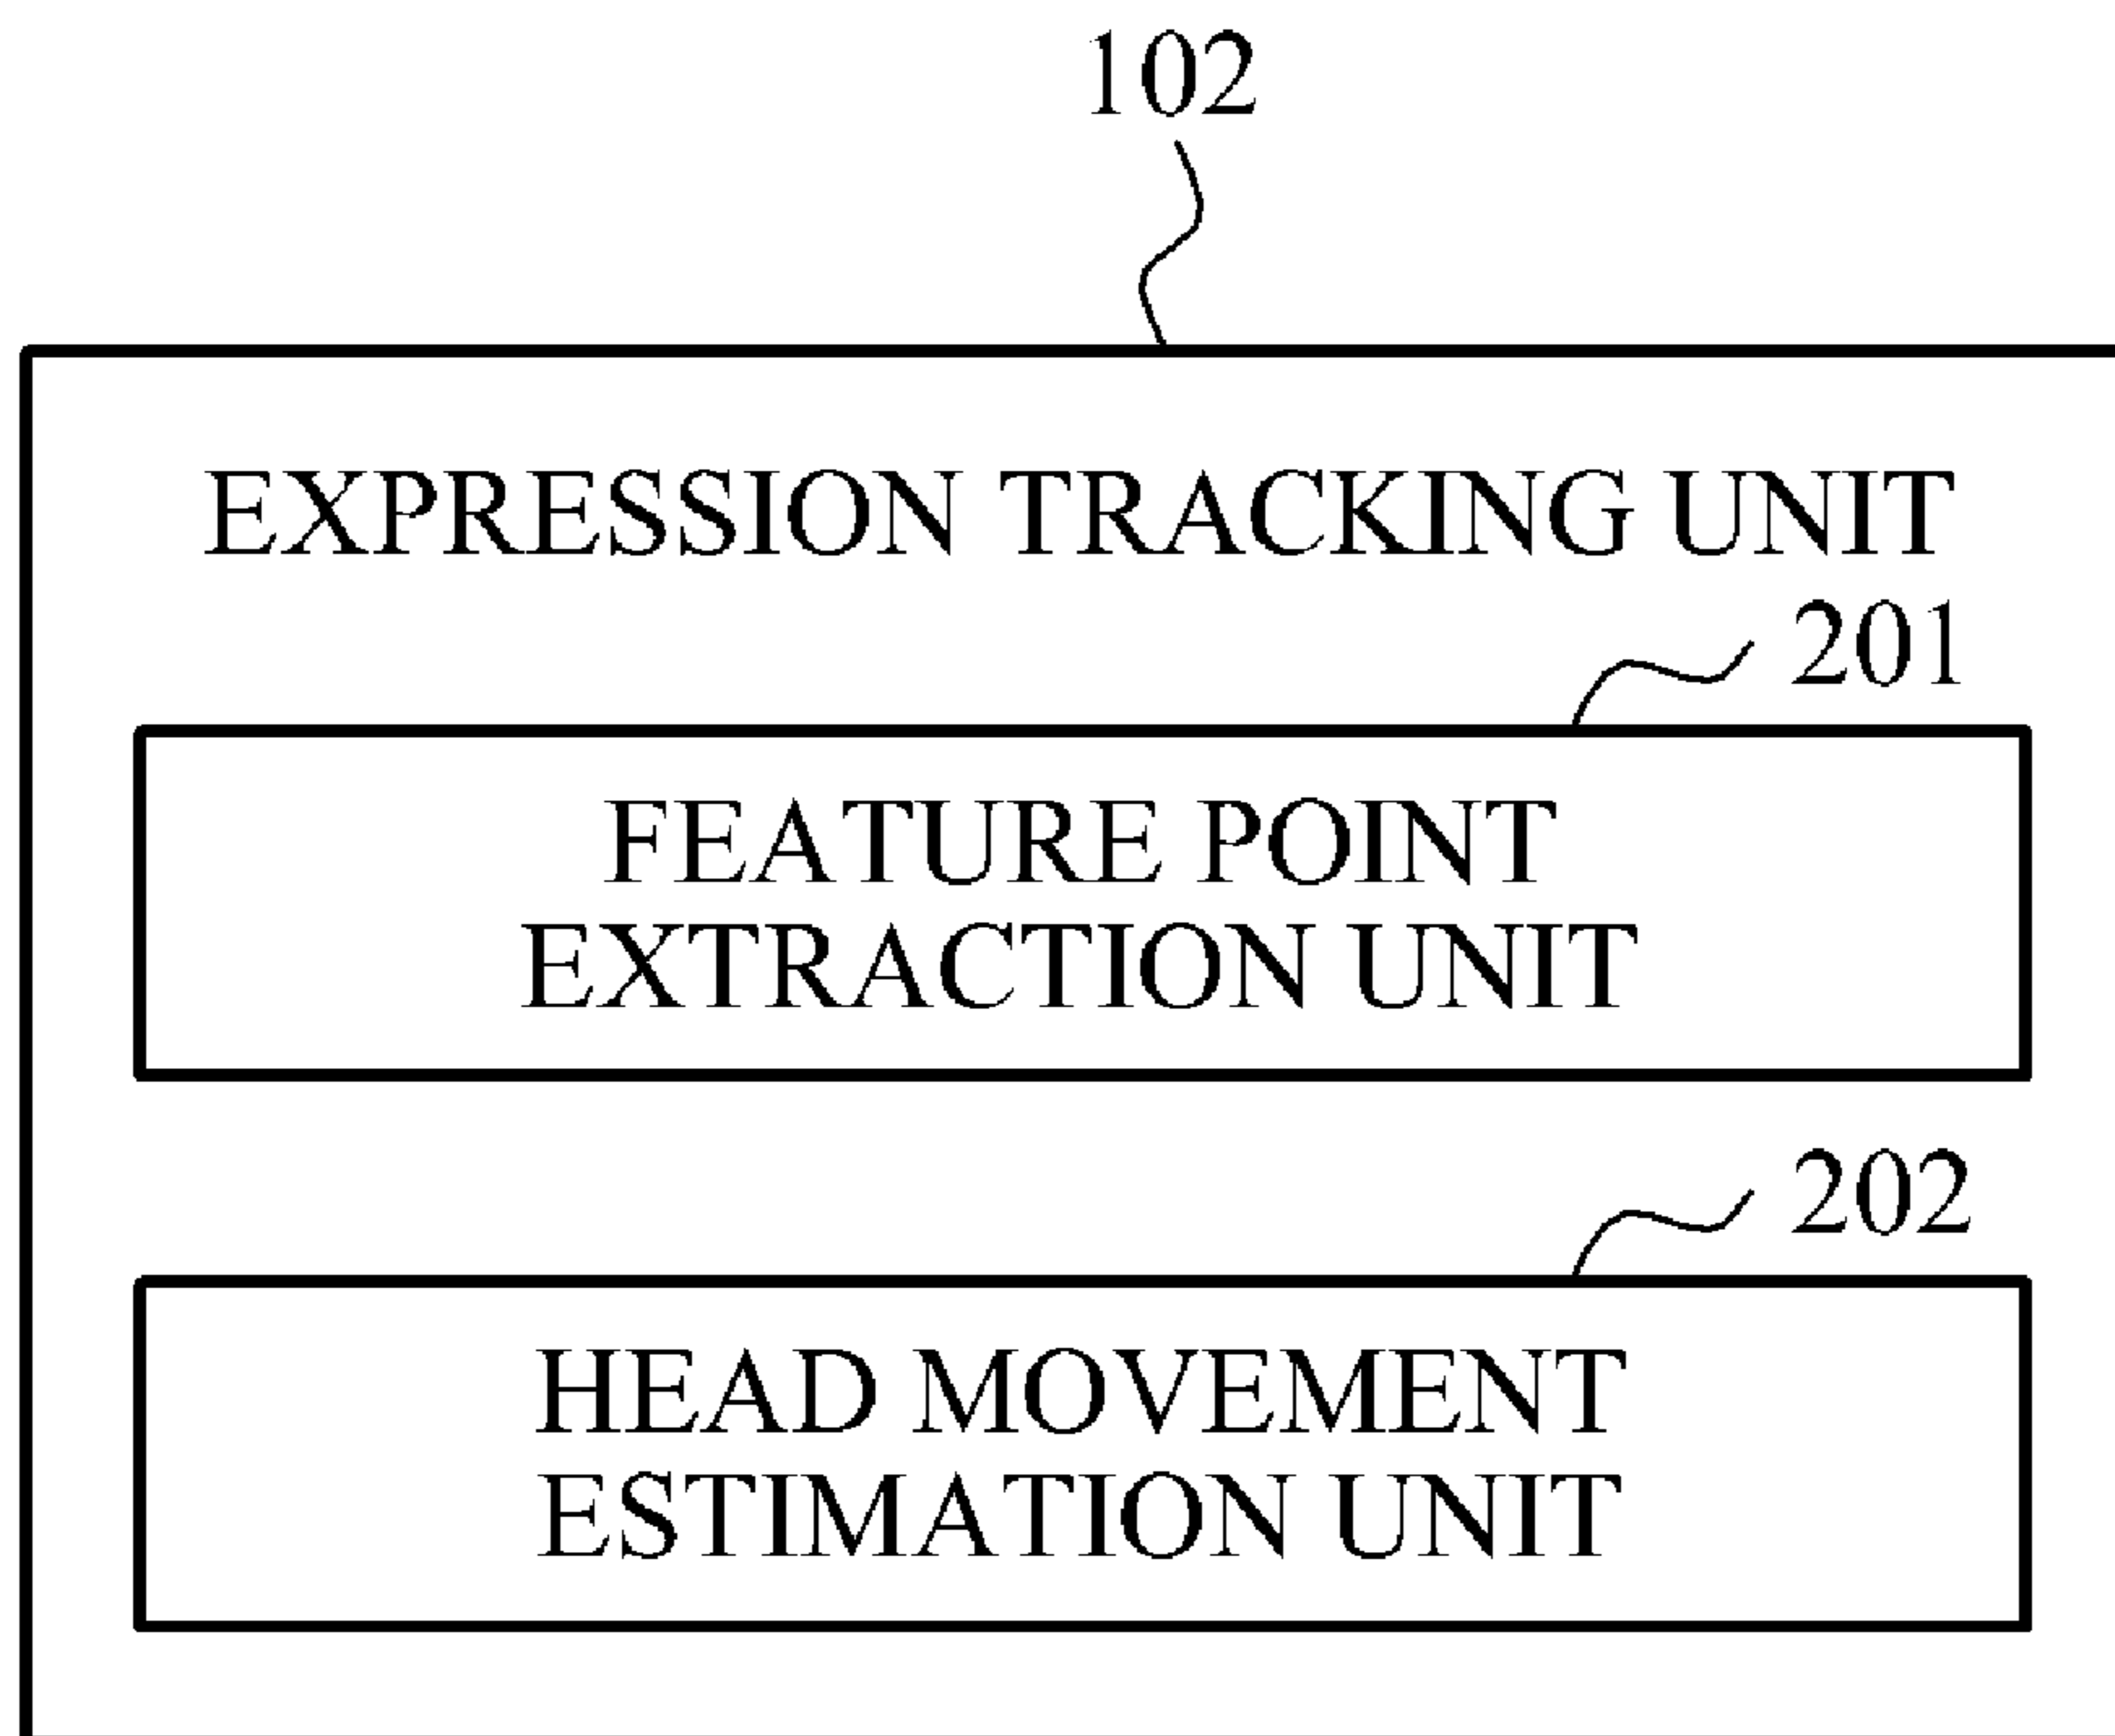 102
EXPRESSION TRACKING UNIT
201
FEATURE POINT
EXTRACTION UNIT
202
HEAD MOVEMENT
ESTIMATION UNIT